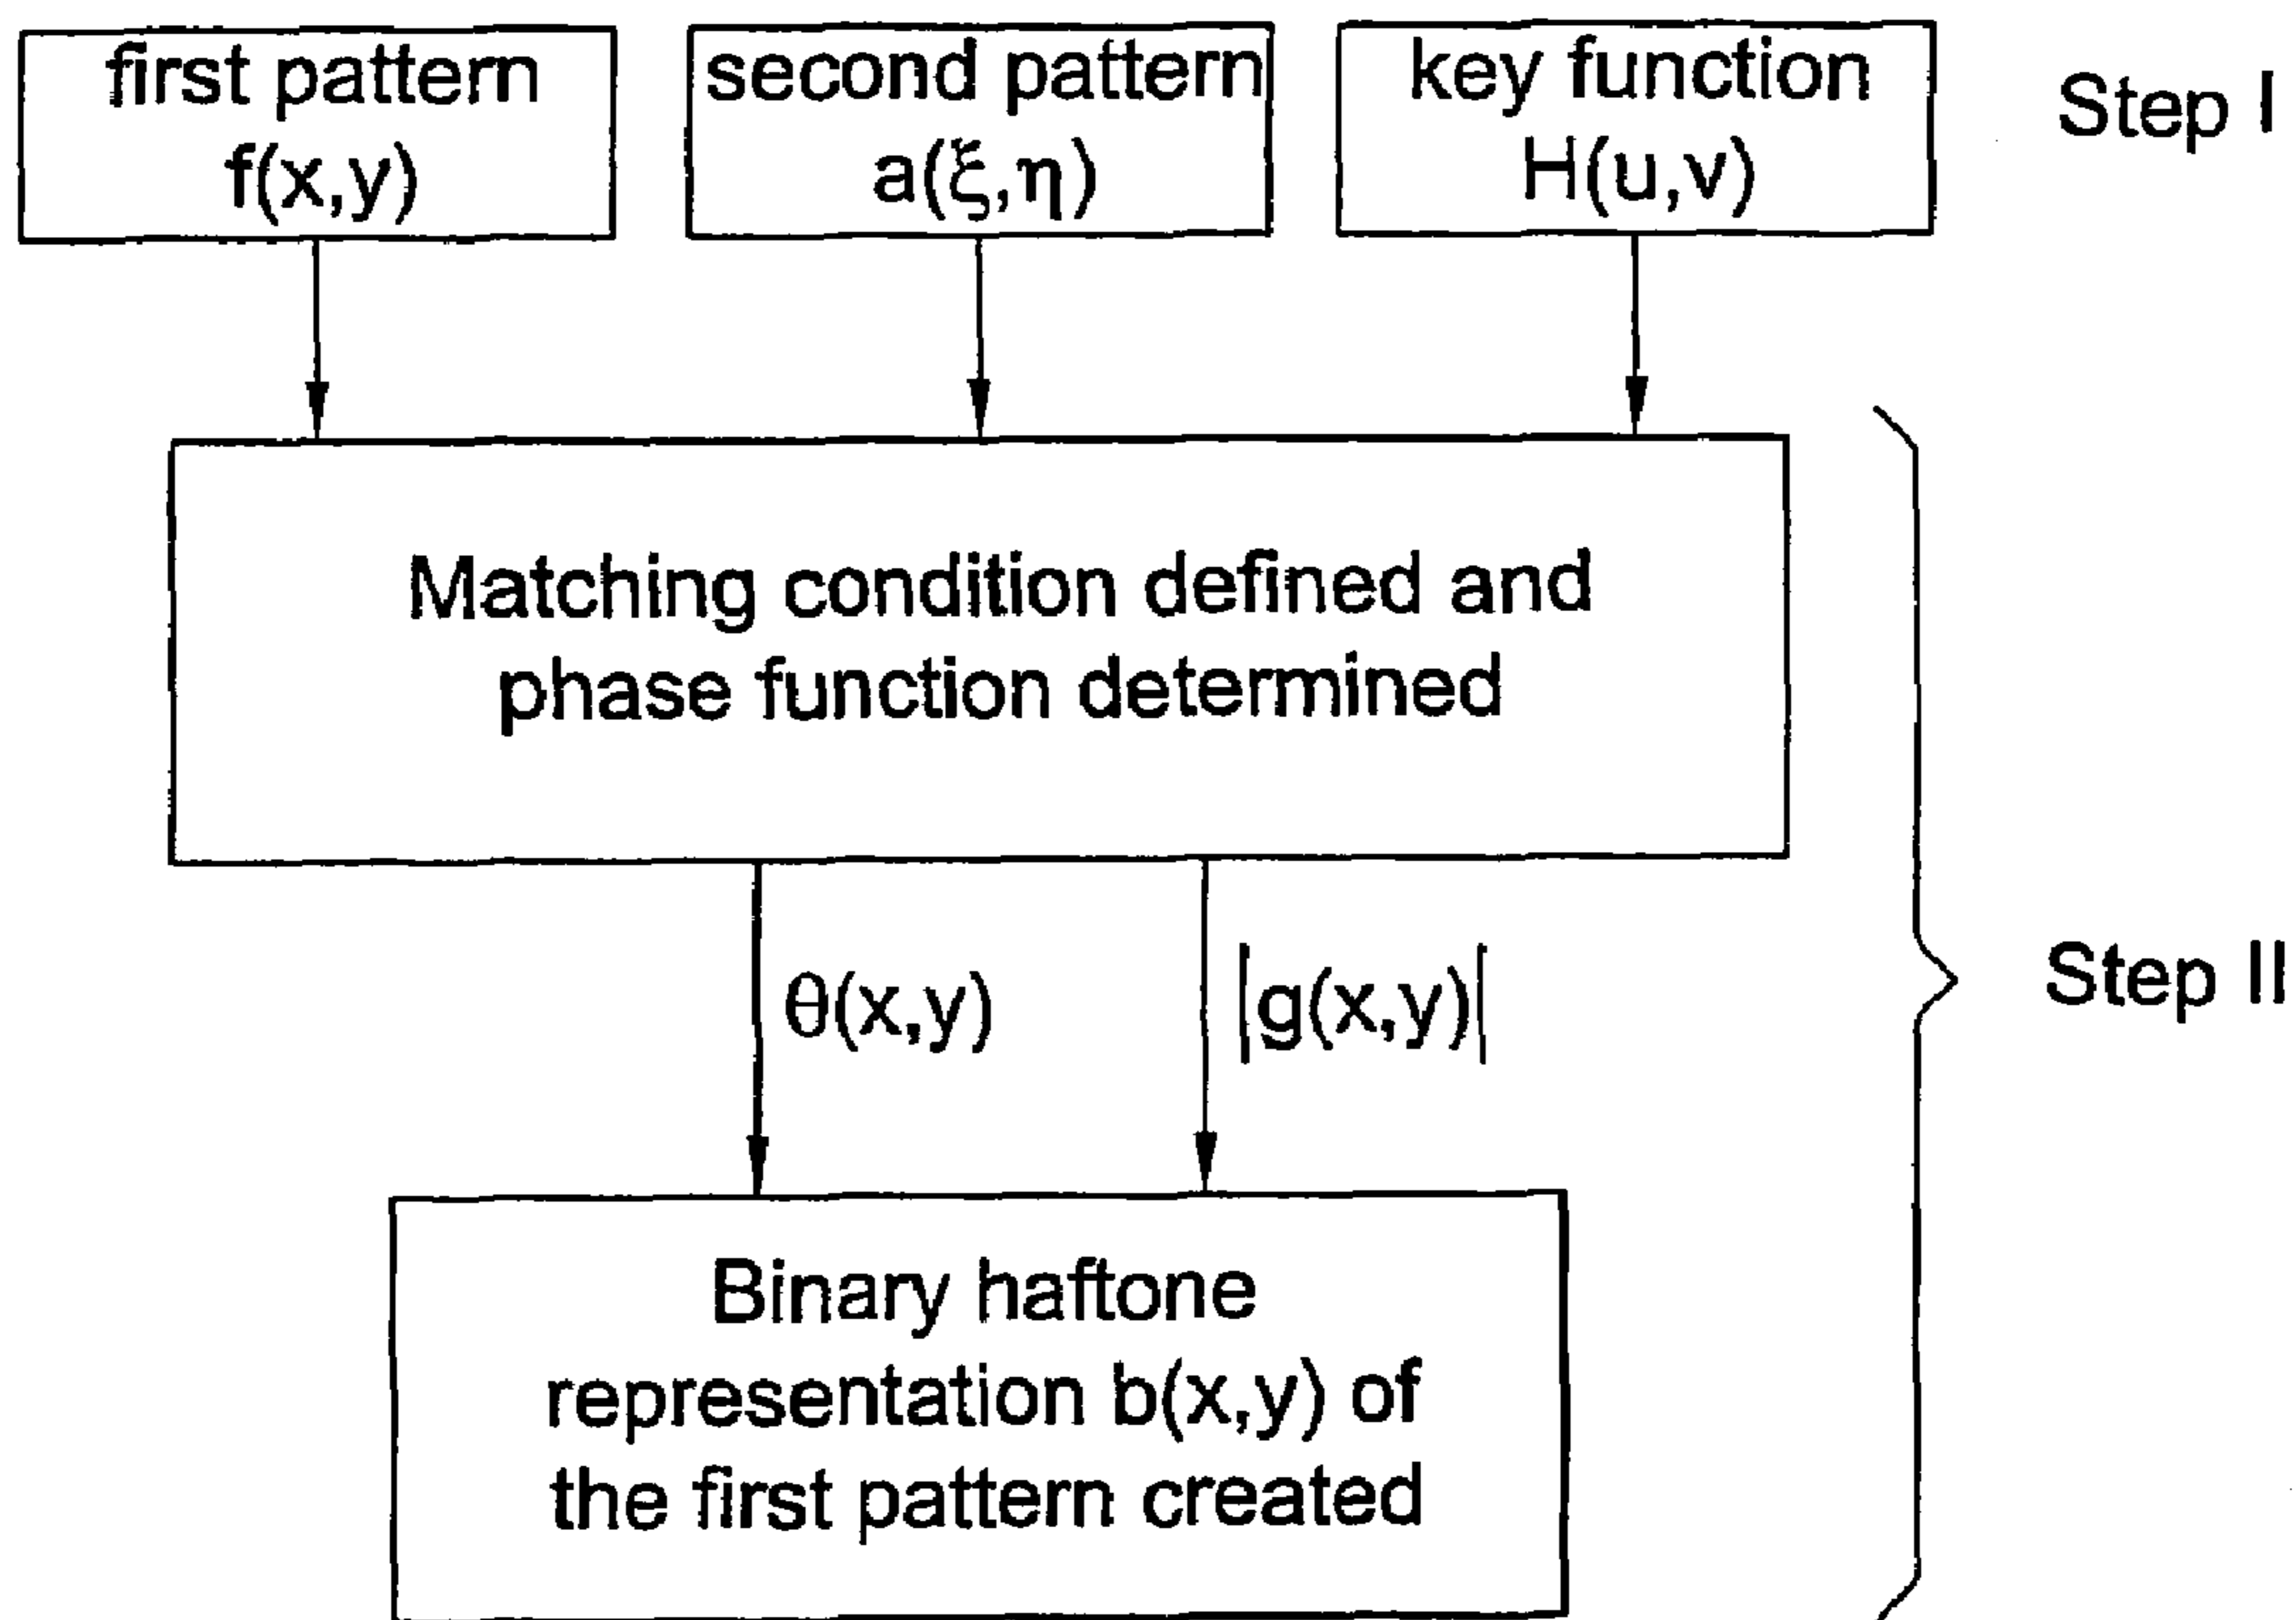 first pattern
f(x,y)
second pattern
a(ξ,η)
key function
H(u,v)
Step I
Matching condition defined and
phase function determined
θ(x,y)
|g(x,y)|
Step II
Binary haftone
representation b(x,y) of
the first pattern created